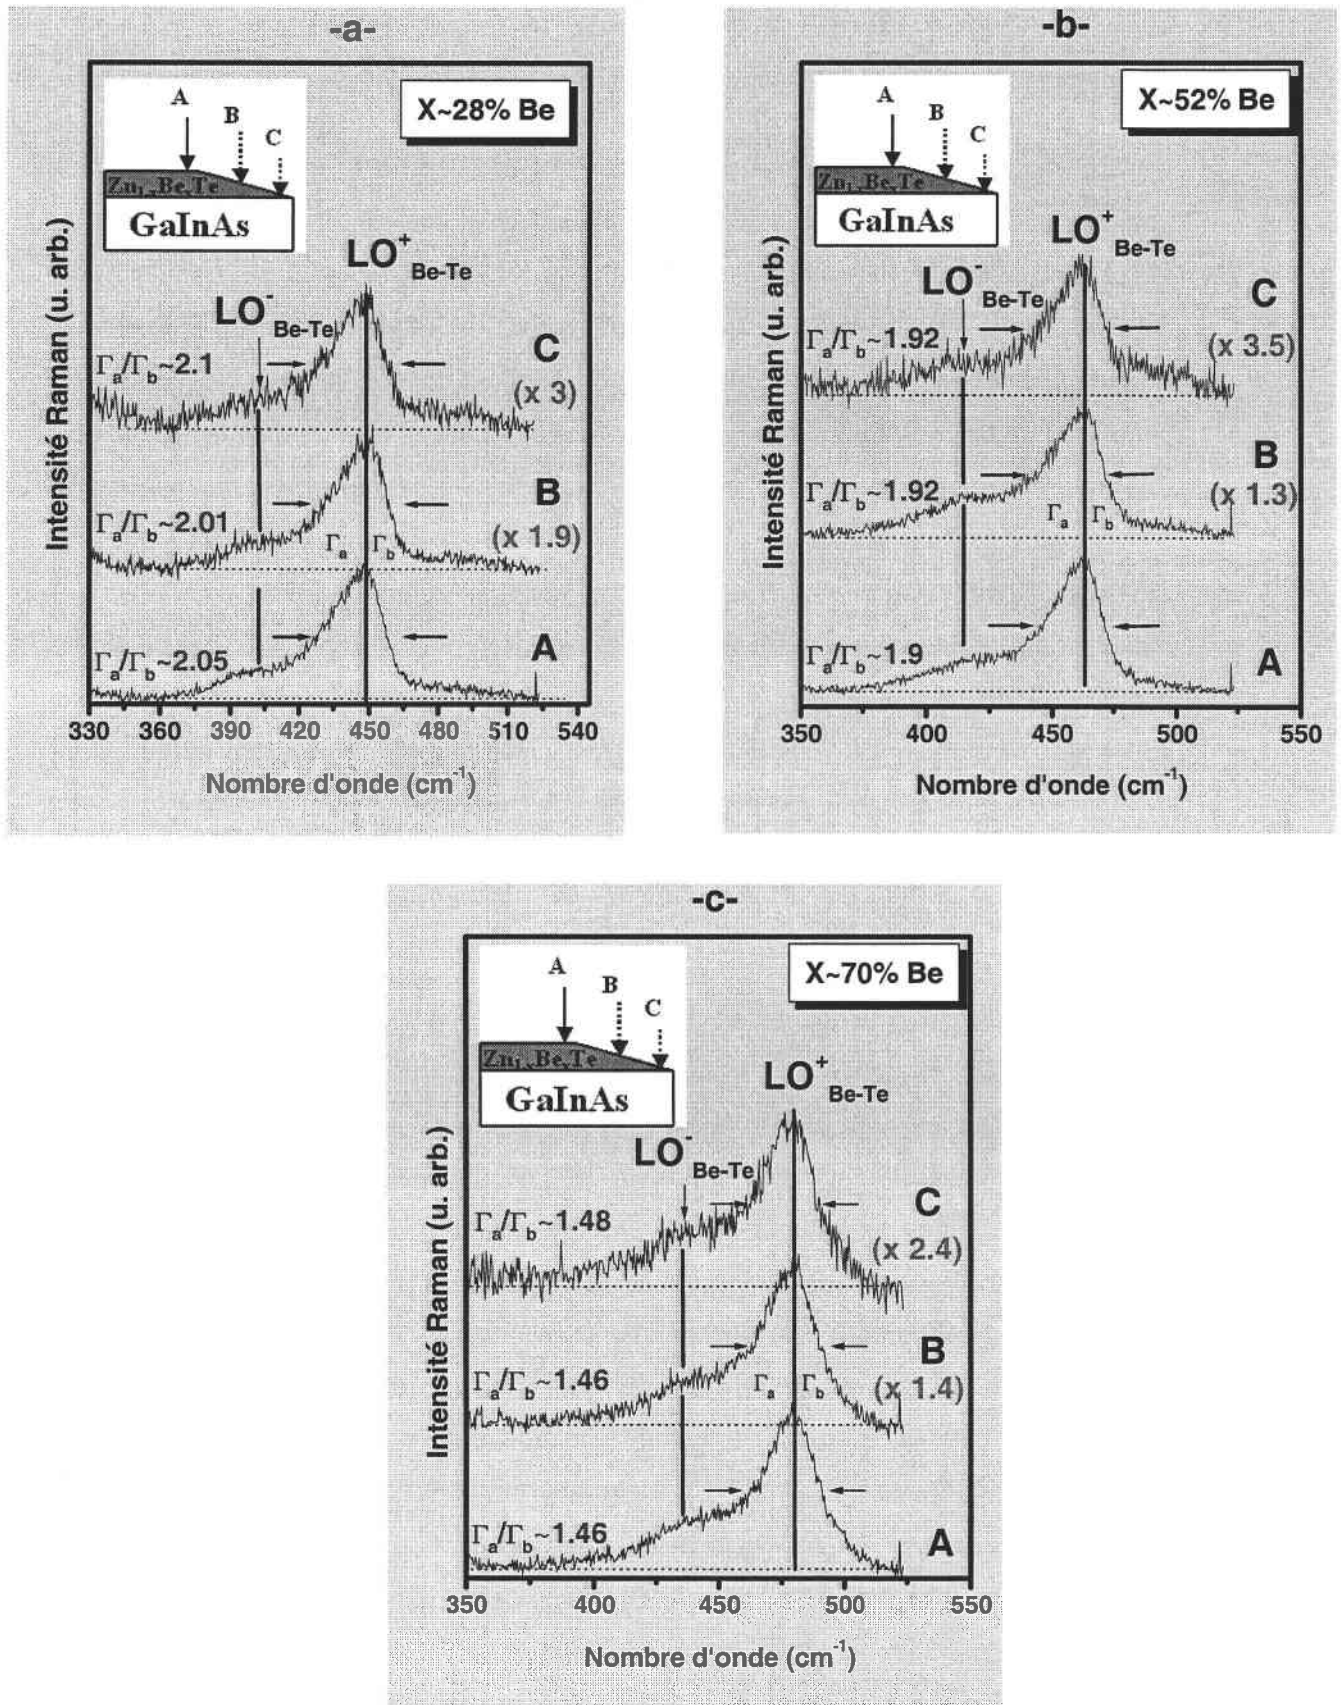 -a-
X~28% Be
A
B
C
Zn1-xBexTe
GaInAs
LO+ Be-Te
LO- Be-Te
Γa/Γb~2.1
C
(x 3)
Γa/Γb~2.01
Γa
Γb
B
(x 1.9)
Γa/Γb~2.05
A
330 360 390 420 450 480 510 540
Nombre d'onde (cm-1)
Intensité Raman (u. arb.)
-b-
X~52% Be
A
B
C
Zn1-xBexTe
GaInAs
LO+ Be-Te
LO- Be-Te
Γa/Γb~1.92
C
(x 3.5)
Γa/Γb~1.92
Γa
Γb
B
(x 1.3)
Γa/Γb~1.9
A
350 400 450 500 550
Nombre d'onde (cm-1)
Intensité Raman (u. arb.)
-c-
X~70% Be
A
B
C
Zn1-xBexTe
GaInAs
LO+ Be-Te
LO- Be-Te
Γa/Γb~1.48
C
(x 2.4)
Γa/Γb~1.46
Γa
Γb
B
(x 1.4)
Γa/Γb~1.46
A
350 400 450 500 550
Nombre d'onde (cm-1)
Intensité Raman (u. arb.)